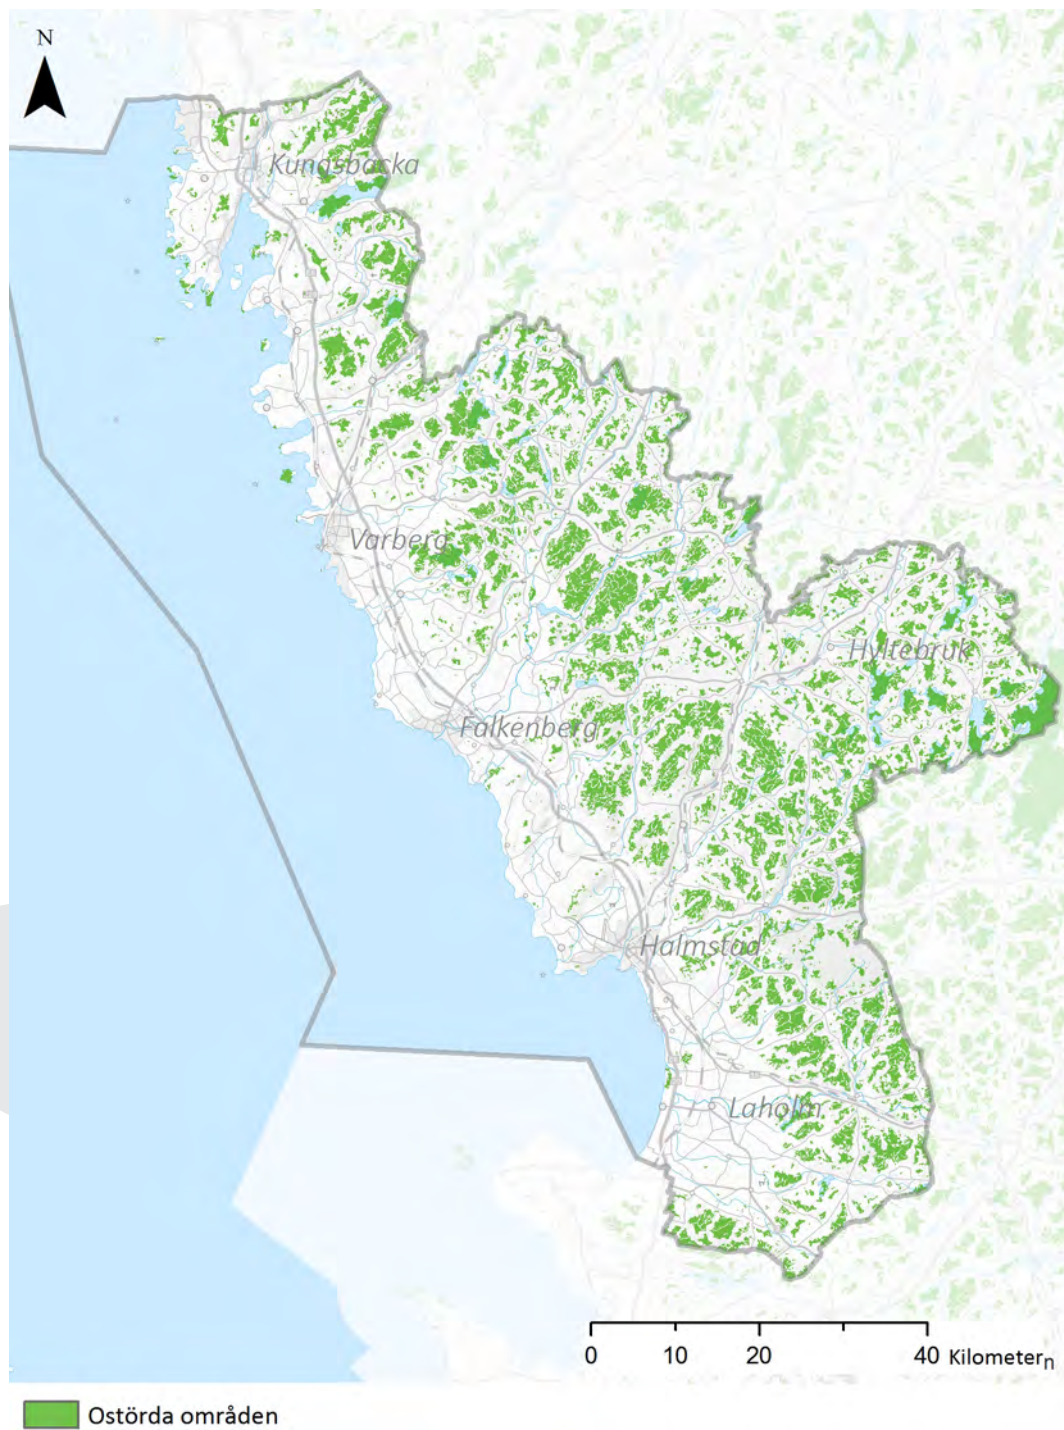 N
Kungsbacka
Varberg
Hyltebruk
Falkenberg
Halmstad
Laholm
0 10 20 40 Kilometer
n
Ostörda områden